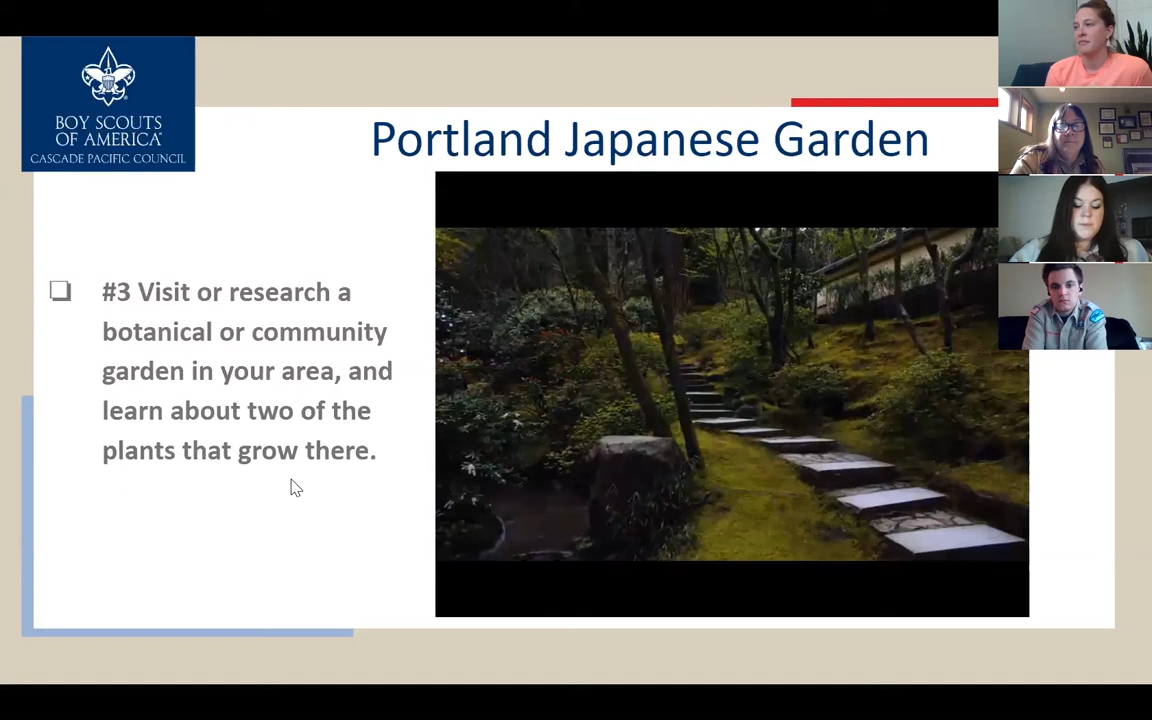 BOY SCOUTS
OF AMERICA®
CASCADE PACIFIC COUNCIL
Portland Japanese Garden
#3 Visit or research a
botanical or community
garden in your area, and
learn about two of the
plants that grow there.